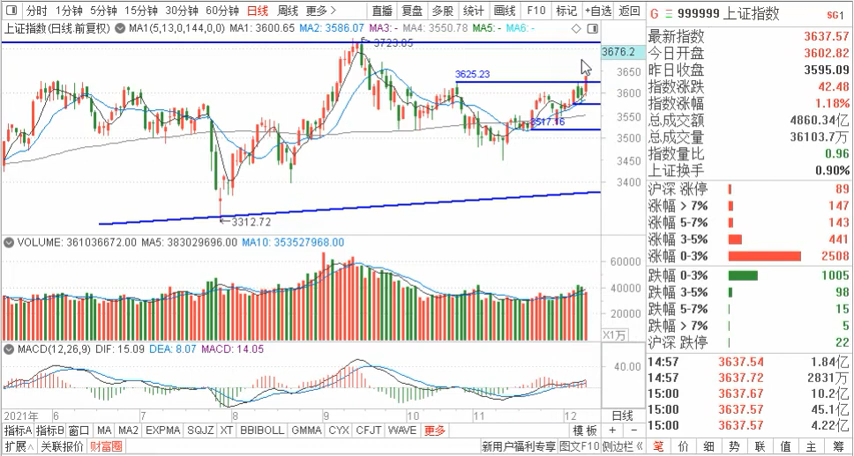 分时 1分钟 5分钟 15分钟 30分钟 60分钟 日线 周线 更多 直播 复盘 多股 统计 画线 F10 标记 +自选 返回
G 999999 上证指数 SG1
上证指数(日线.前复权) MA1(5,13,0,144,0,0) MA1: 3600.65 MA2: 3586.07 MA3: - MA4: 3550.78 MA5: - MA6: -
最新指数 3637.57
今日开盘 3602.82
昨日收盘 3595.09
指数涨跌 42.48
指数涨幅 1.18%
总成交额 4860.34亿
总成交量 36103.7万
指数量比 0.96
上证换手 0.90%
沪深 涨停 89
涨幅 > 7% 147
涨幅 5-7% 143
涨幅 3-5% 441
涨幅 0-3% 2508
跌幅 0-3% 1005
跌幅 3-5% 98
跌幅 5-7% 15
跌幅 > 7% 5
沪深 跌停 22
14:57 3637.54 1.84亿
14:57 3637.72 2831万
15:00 3637.67 10.2亿
15:00 3637.57 45.1亿
15:00 3637.57 4.22亿
笔 价 细 势 联 值 主 筹
3723.85
3625.23
3517.16
3312.72
3676.2
3650
3600
3550
3500
3450
3400
VOLUME: 361036672.00 MA5: 383029696.00 MA10: 353527968.00
60000
40000
20000
X1万
MACD(12,26,9) DIF: 15.09 DEA: 8.07 MACD: 14.05
40.00
2021年 6 7 8 9 10 11 12 日线
指标A 指标B 窗口 MA MA2 EXPMA SQJZ XT BBIBOLL GMMA CYX CFJT WAVE 更多 模板 + -
扩展∧ 关联报价 财富圈 新用户福利专享 图文F10 侧边栏《